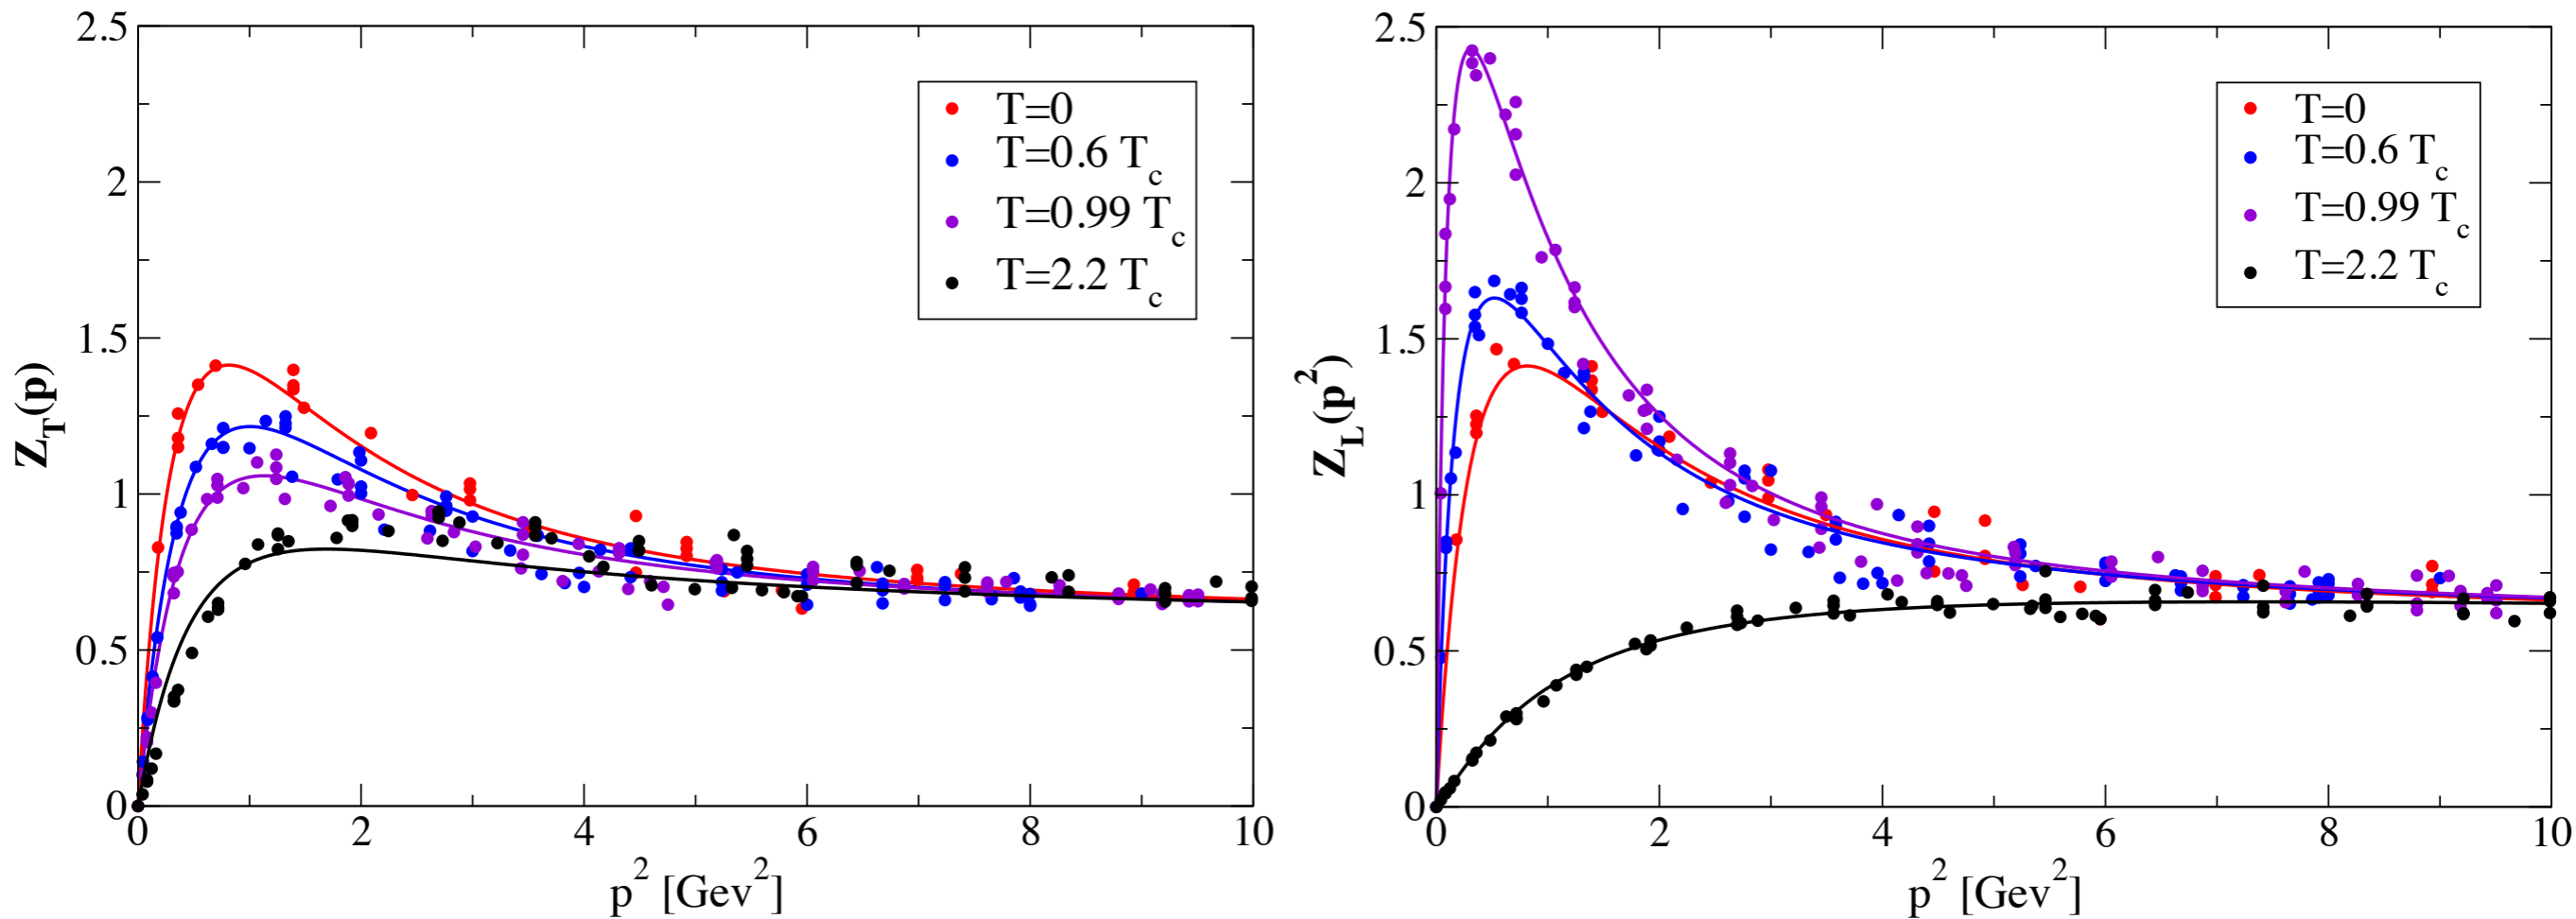 2.5
2
1.5
1
0.5
0
0
2
4
6
8
10
Z_T(p)
p^2 [Gev^2]
T=0
T=0.6 T_c
T=0.99 T_c
T=2.2 T_c
2.5
2
1.5
1
0.5
0
0
2
4
6
8
10
Z_L(p^2)
p^2 [Gev^2]
T=0
T=0.6 T_c
T=0.99 T_c
T=2.2 T_c